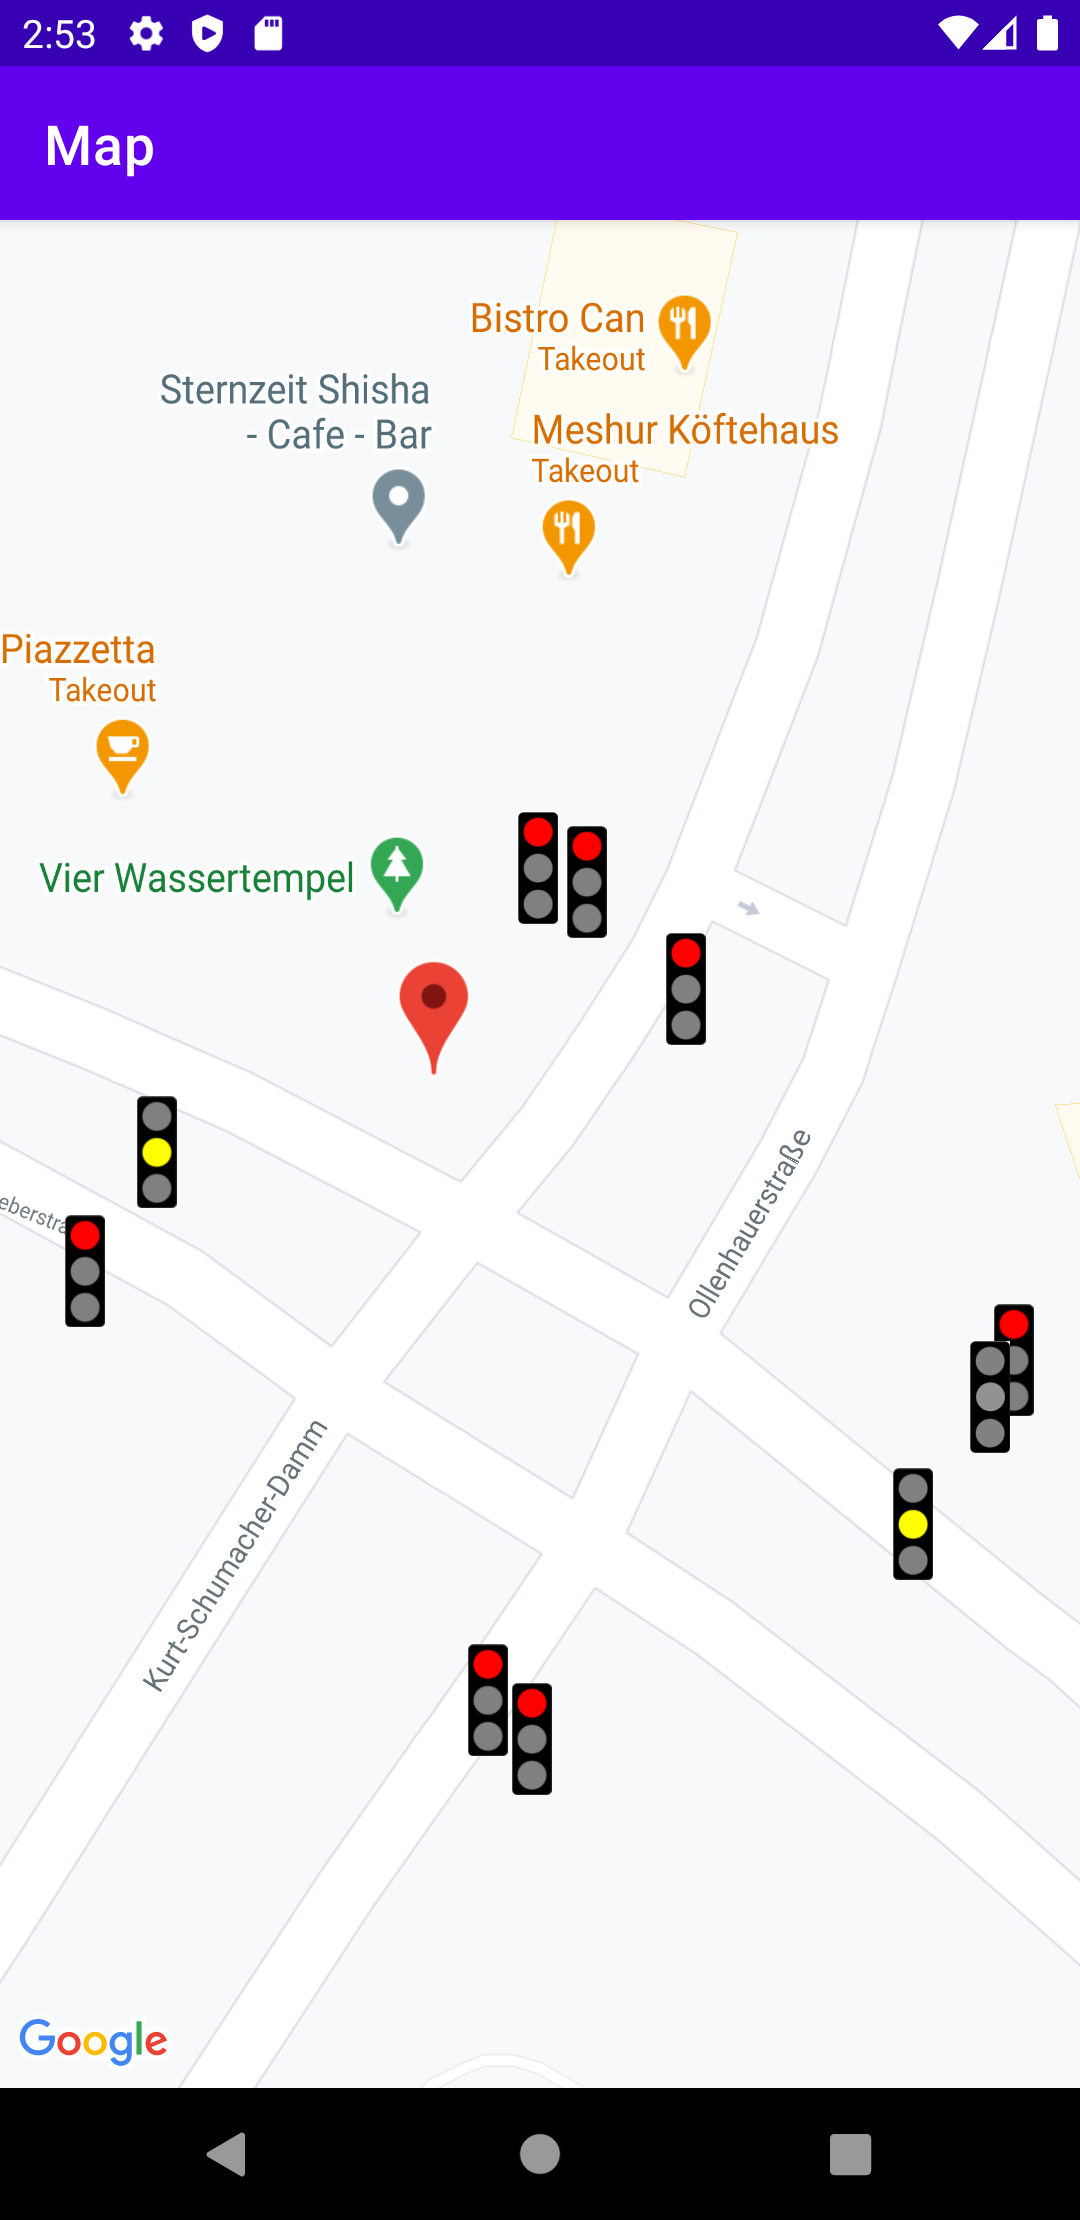 2:53
Map
Bistro Can
Takeout
Sternzeit Shisha
- Cafe - Bar
Meshur Köftehaus
Takeout
Piazzetta
Takeout
Vier Wassertempel
Ollenhauerstraße
Kurt-Schumacher-Damm
Google